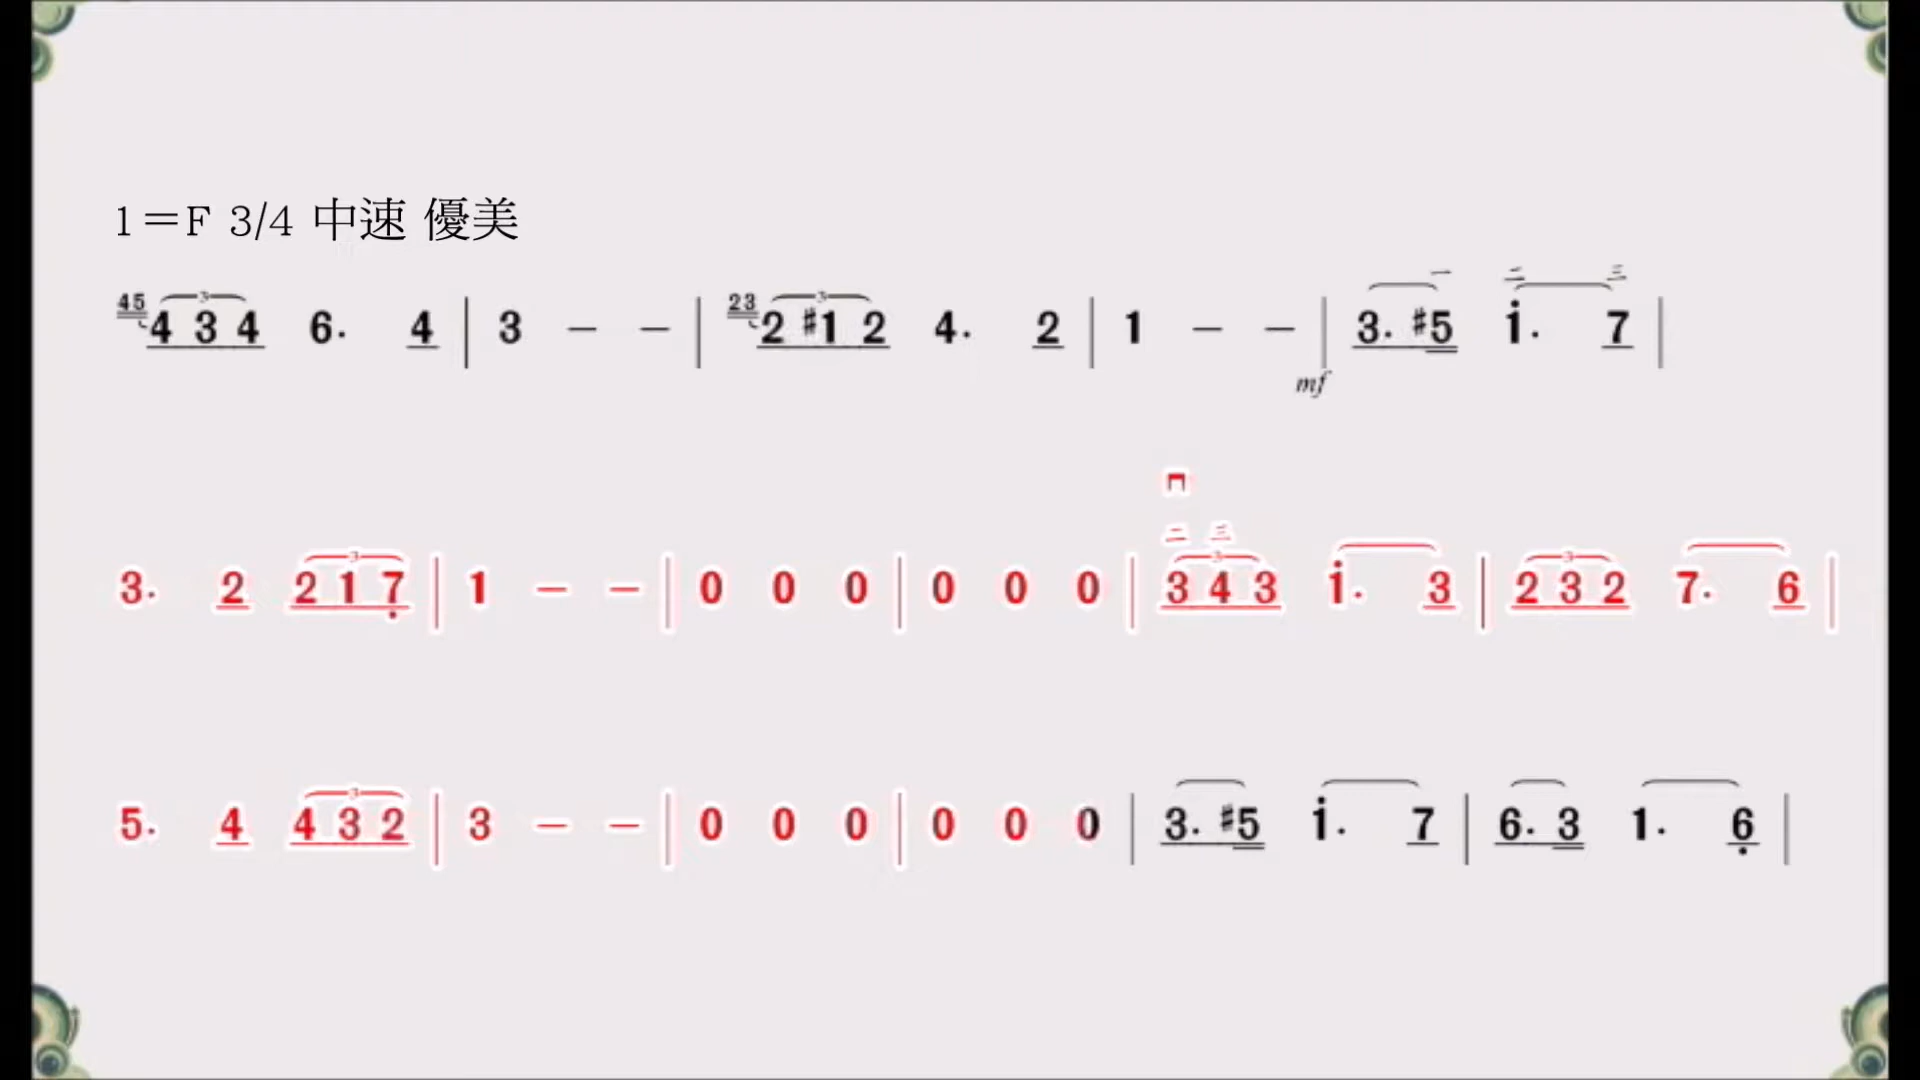 1＝F 3/4 中速 優美
45 4 3 4 6. 4 | 3 – – | 23 2 #1 2 4. 2 | 1 – – | 3. #5 i. 7 |
mf
3. 2 2 1 7 | 1 – – | 0 0 0 | 0 0 0 | 3 4 3 i. 3 | 2 3 2 7. 6 |
5. 4 4 3 2 | 3 – – | 0 0 0 | 0 0 0 | 3. #5 i. 7 | 6. 3 1. 6 |